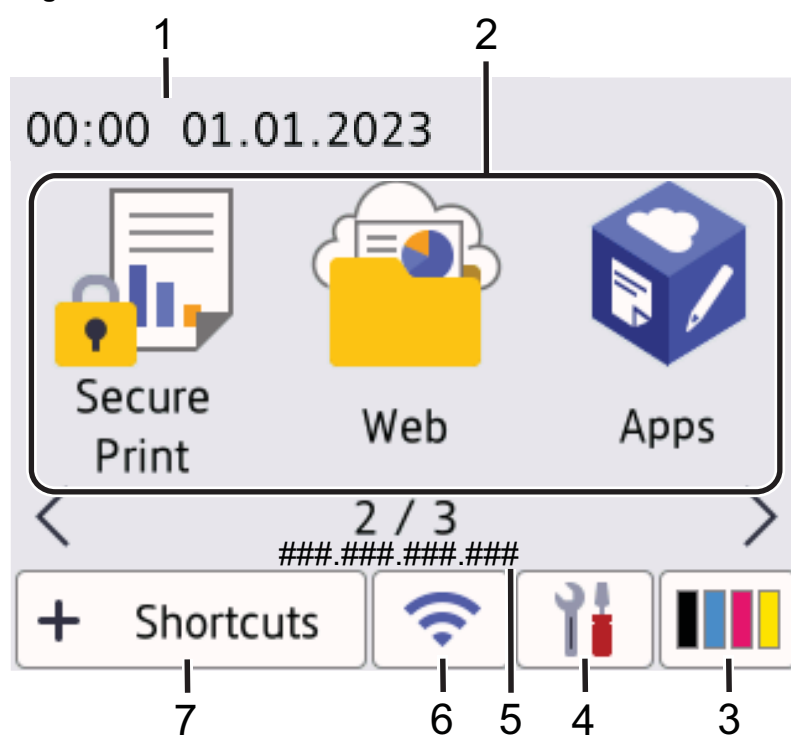 1 2
00:00 01.01.2023
Secure
Print
Web
Apps
2 / 3
###.###.###.###
+ Shortcuts
7 6 5 4 3